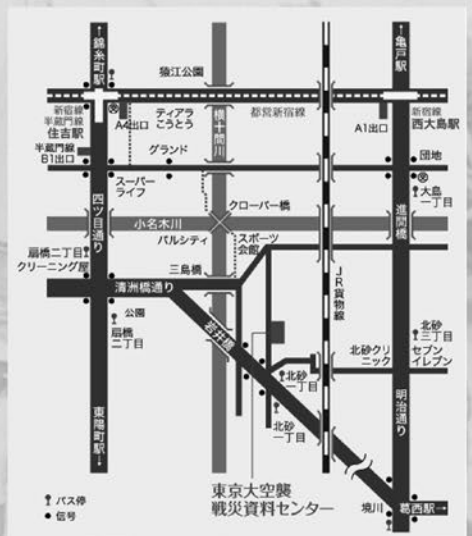 ←錦糸町駅
亀戸駅→
猿江公園
新宿線
半蔵門線
住吉駅
A4出口
ティアラ
こうとう
横十間川
都営新宿線
A1出口
新宿線
西大島駅
半蔵門線
B1出口
グランド
団地
スーパー
ライフ
大島
一丁目
四ツ目通り
クローバー橋
進開橋
小名木川
パルシティ
スポーツ
会館
扇橋二丁目
クリーニング屋
三島橋
清洲橋通り
JR貨物線
公園
扇橋
二丁目
岩井橋
北砂
三丁目
北砂クリ
ニック
セブン
イレブン
北砂
一丁目
明治通り
北砂
一丁目
東陽町駅→
東京大空襲
戦災資料センター
バス停
信号
境川
葛西駅→